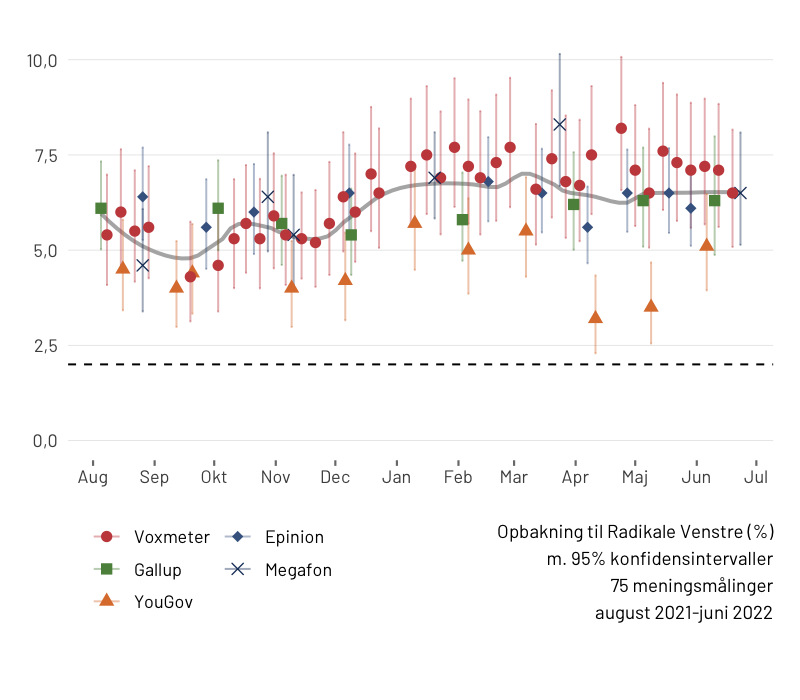 10,0
7,5
5,0
2,5
0,0
Aug Sep Okt Nov Dec Jan Feb Mar Apr Maj Jun Jul
Voxmeter Epinion
Gallup Megafon
YouGov
Opbakning til Radikale Venstre (%)
m. 95% konfidensintervaller
75 meningsmålinger
august 2021-juni 2022